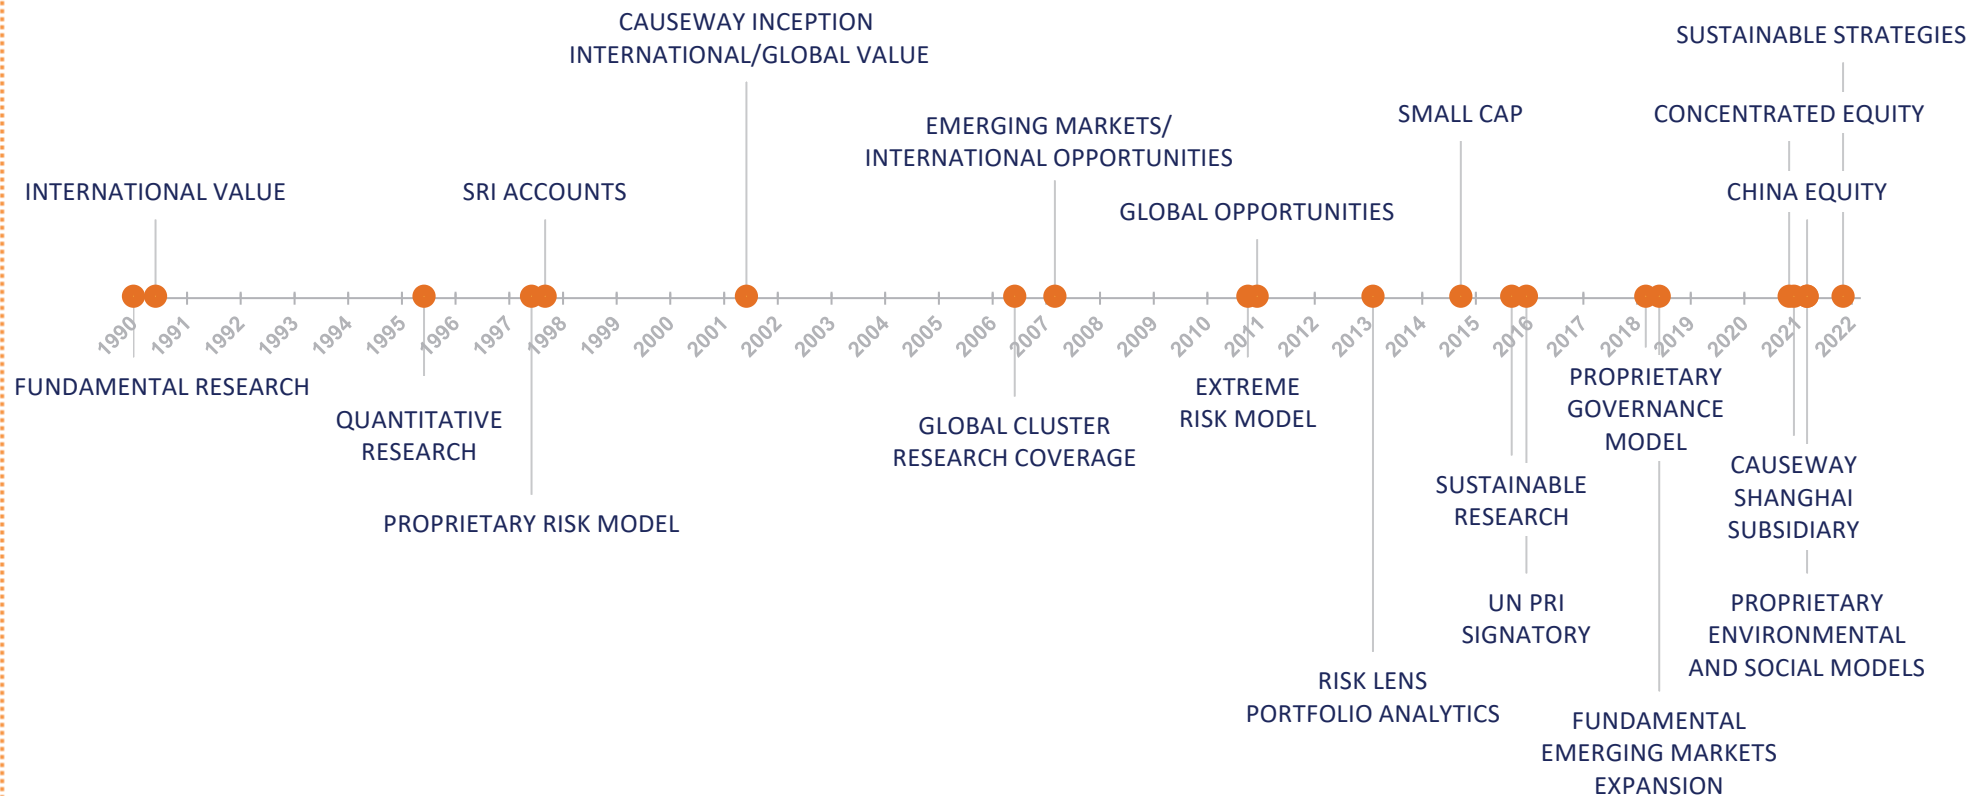 CAUSEWAY INCEPTION
INTERNATIONAL/GLOBAL VALUE
SUSTAINABLE STRATEGIES
SMALL CAP
CONCENTRATED EQUITY
EMERGING MARKETS/
INTERNATIONAL OPPORTUNITIES
INTERNATIONAL VALUE
SRI ACCOUNTS
GLOBAL OPPORTUNITIES
CHINA EQUITY
1990
1991
1992
1993
1994
1995
1996
1997
1998
1999
2000
2001
2002
2003
2004
2005
2006
2007
2008
2009
2010
2011
2012
2013
2014
2015
2016
2017
2018
2019
2020
2021
2022
FUNDAMENTAL RESEARCH
QUANTITATIVE
RESEARCH
PROPRIETARY RISK MODEL
GLOBAL CLUSTER
RESEARCH COVERAGE
EXTREME
RISK MODEL
RISK LENS
PORTFOLIO ANALYTICS
SUSTAINABLE
RESEARCH
UN PRI
SIGNATORY
PROPRIETARY
GOVERNANCE
MODEL
FUNDAMENTAL
EMERGING MARKETS
EXPANSION
CAUSEWAY
SHANGHAI
SUBSIDIARY
PROPRIETARY
ENVIRONMENTAL
AND SOCIAL MODELS